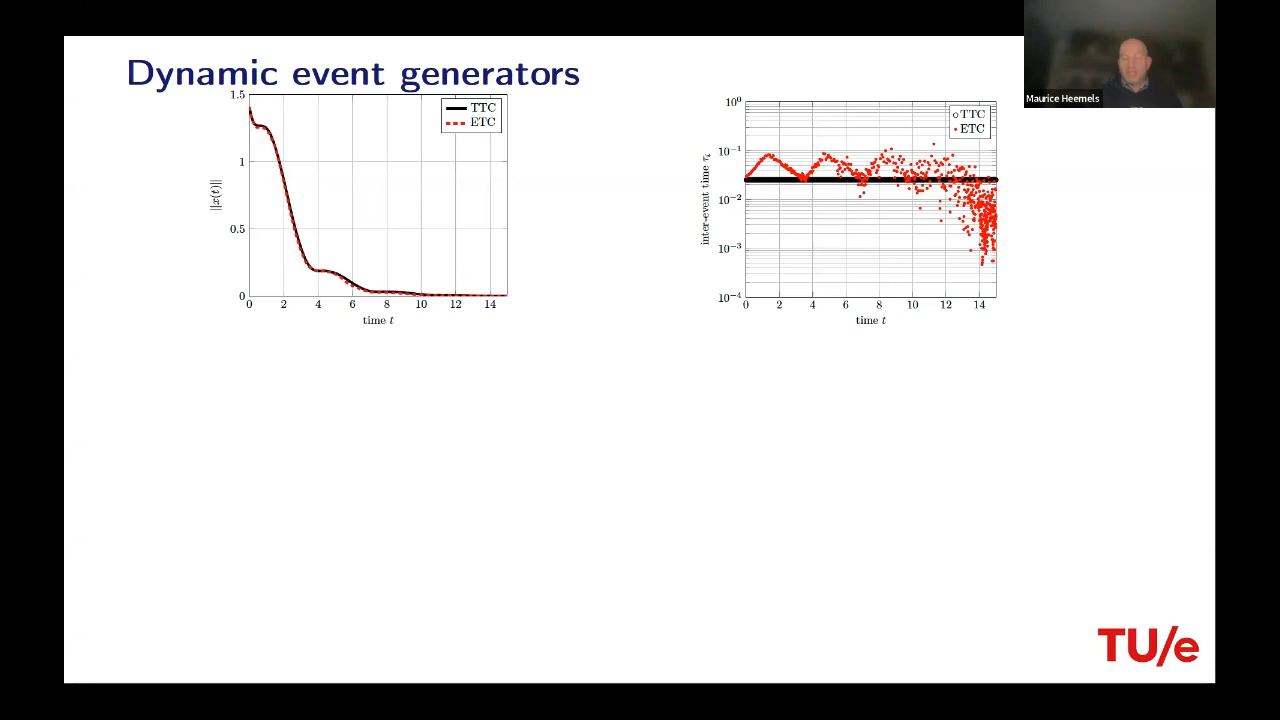 Dynamic event generators
Maurice Heemels
1.5
1
0.5
0
||x(t)||
TTC
ETC
0 2 4 6 8 10 12 14
time t
10^0
10^-1
10^-2
10^-3
10^-4
inter-event time τ_i
TTC
ETC
0 2 4 6 8 10 12 14
time t
TU/e